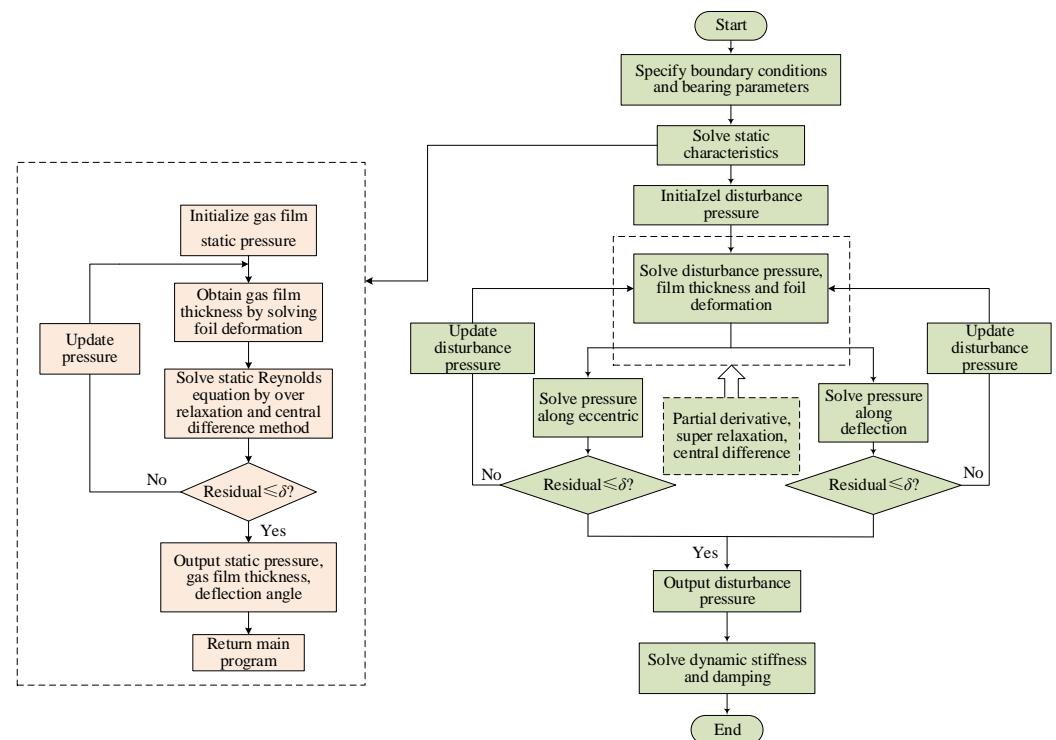 Start
Specify boundary conditions
and bearing parameters
Solve static
characteristics
InitiaIzel disturbance
pressure
Solve disturbance pressure,
film thickness and foil
deformation
Update
disturbance
pressure
Update
disturbance
pressure
Solve pressure
along eccentric
Partial derivative,
super relaxation,
central difference
Solve pressure
along
deflection
No
Residual≤δ?
Residual≤δ?
No
Yes
Output disturbance
pressure
Solve dynamic stiffness
and damping
End
Initialize gas film
static pressure
Obtain gas film
thickness by solving
foil deformation
Update
pressure
Solve static Reynolds
equation by over
relaxation and central
difference method
No
Residual≤δ?
Yes
Output static pressure,
gas film thickness,
deflection angle
Return main
program